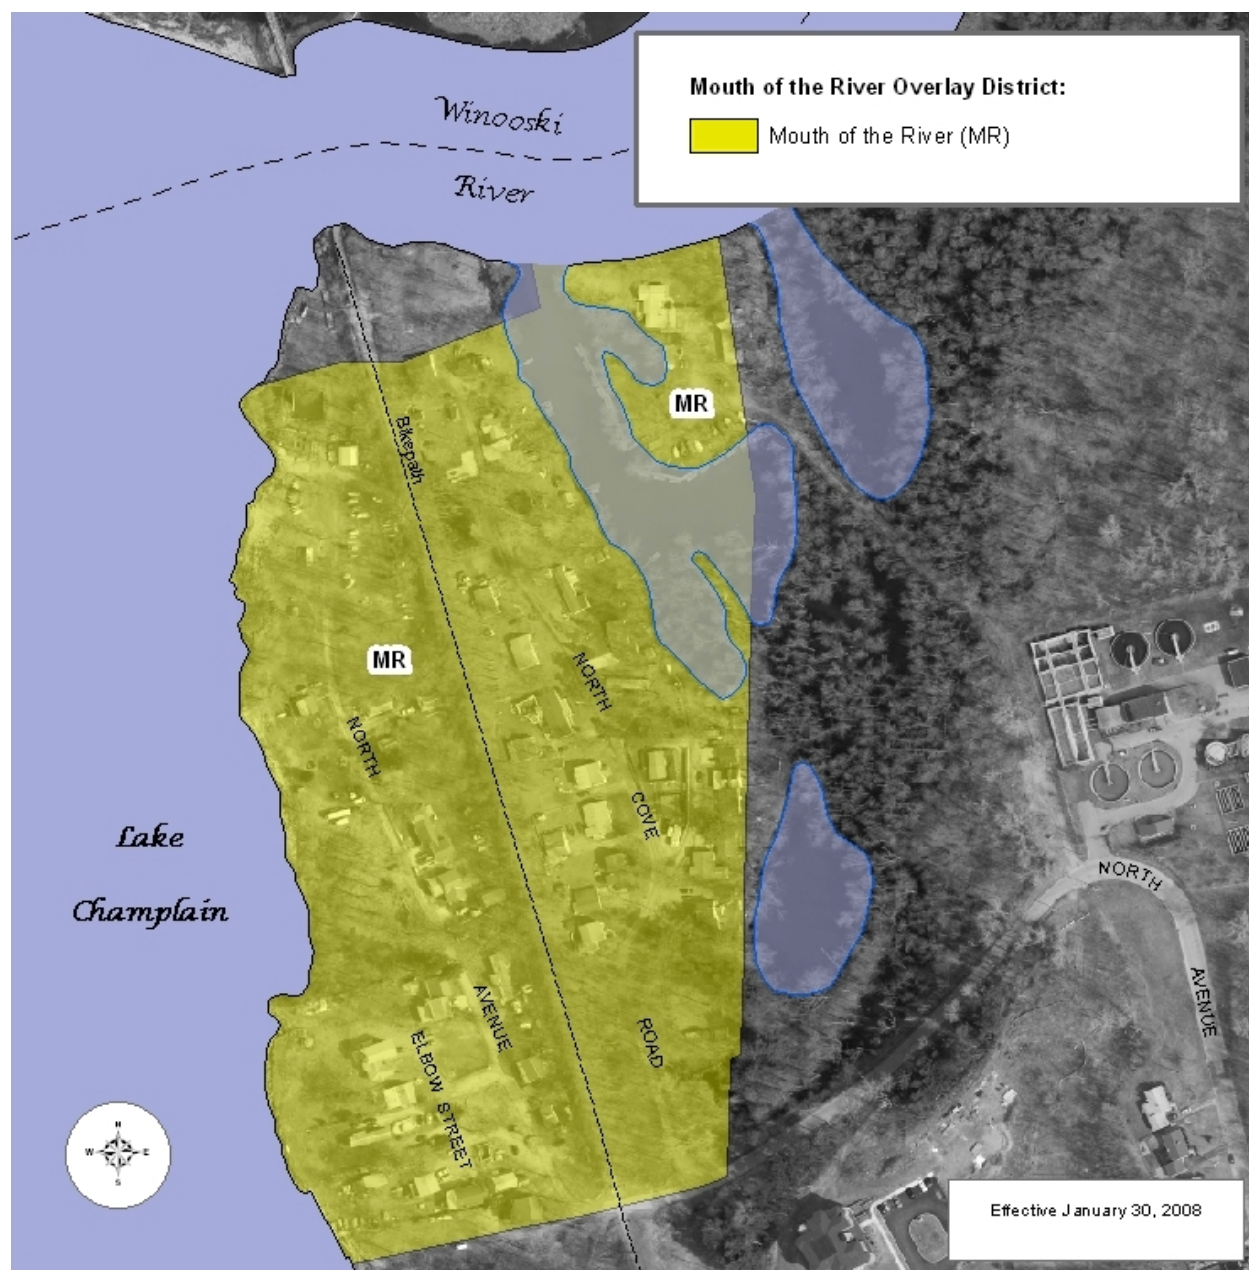 Mouth of the River Overlay District:
Mouth of the River (MR)
Winooski
River
MR
Bikepath
MR
NORTH
NORTH
COVE
Lake
Champlain
NORTH
AVENUE
AVENUE
ROAD
ELBOW STREET
N
W E
S
Effective January 30, 2008